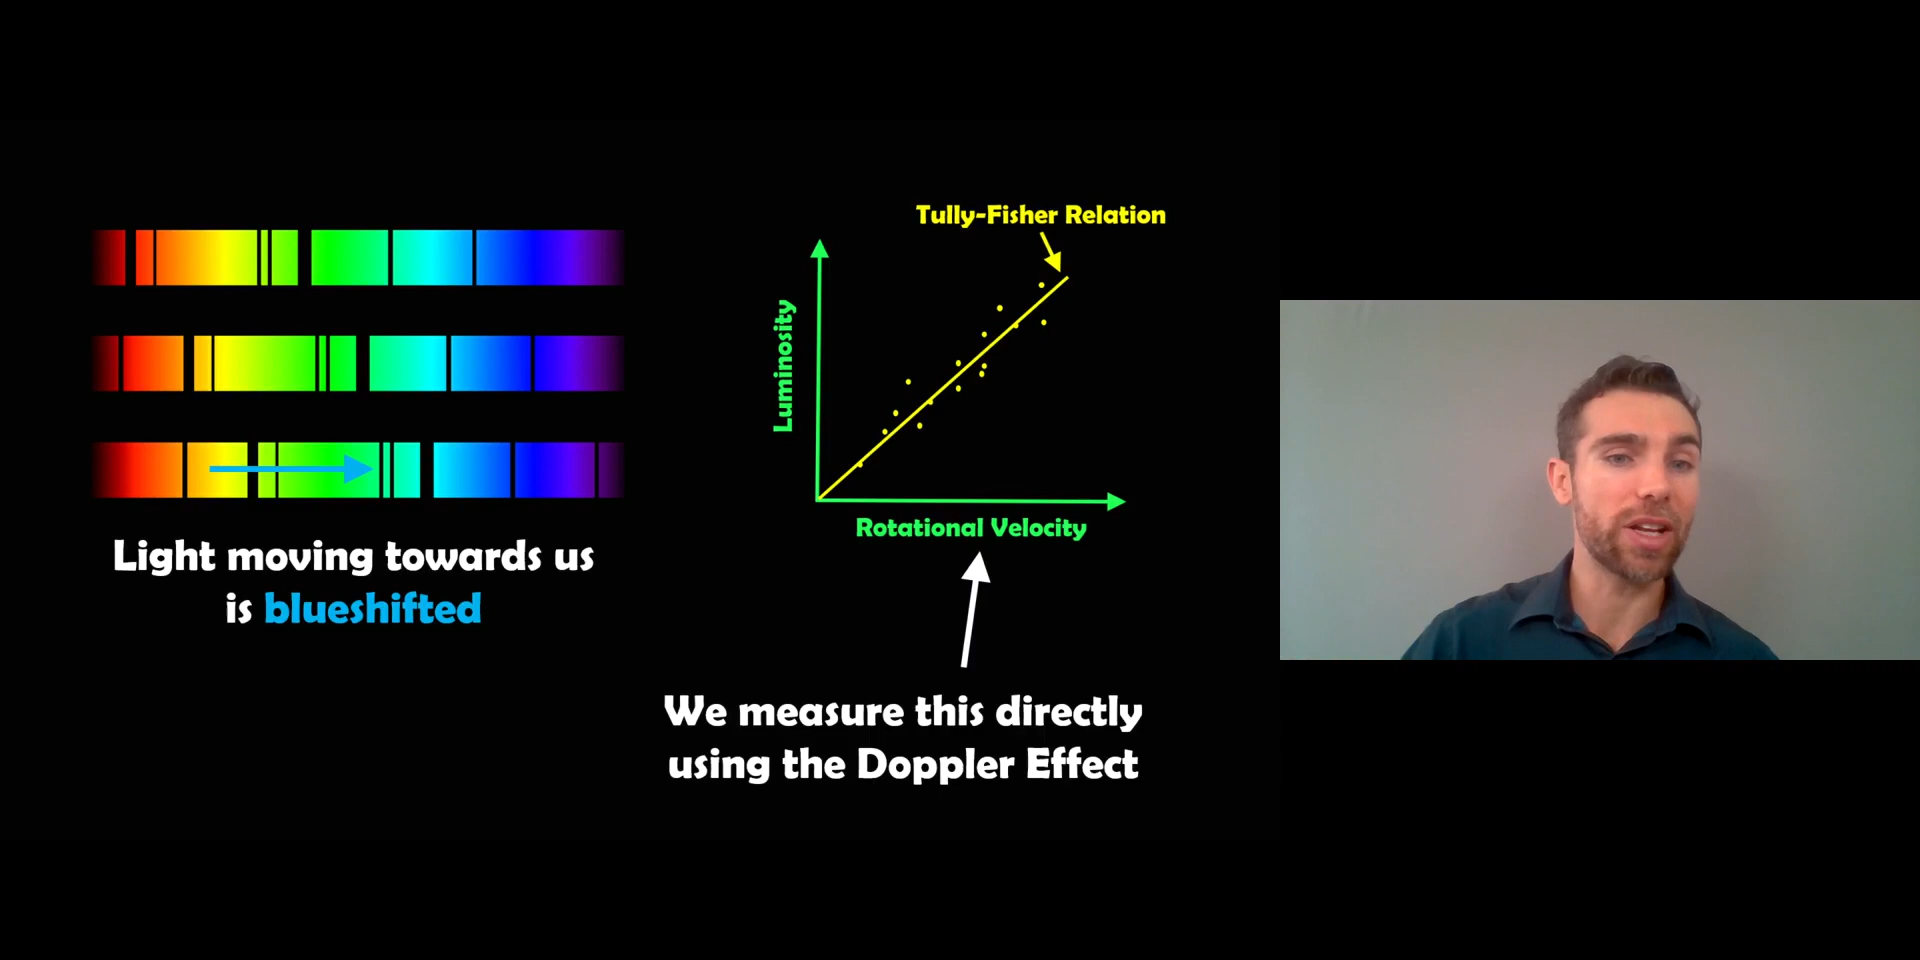 Tully-Fisher Relation
Luminosity
Rotational Velocity
Light moving towards us
is blueshifted
We measure this directly
using the Doppler Effect